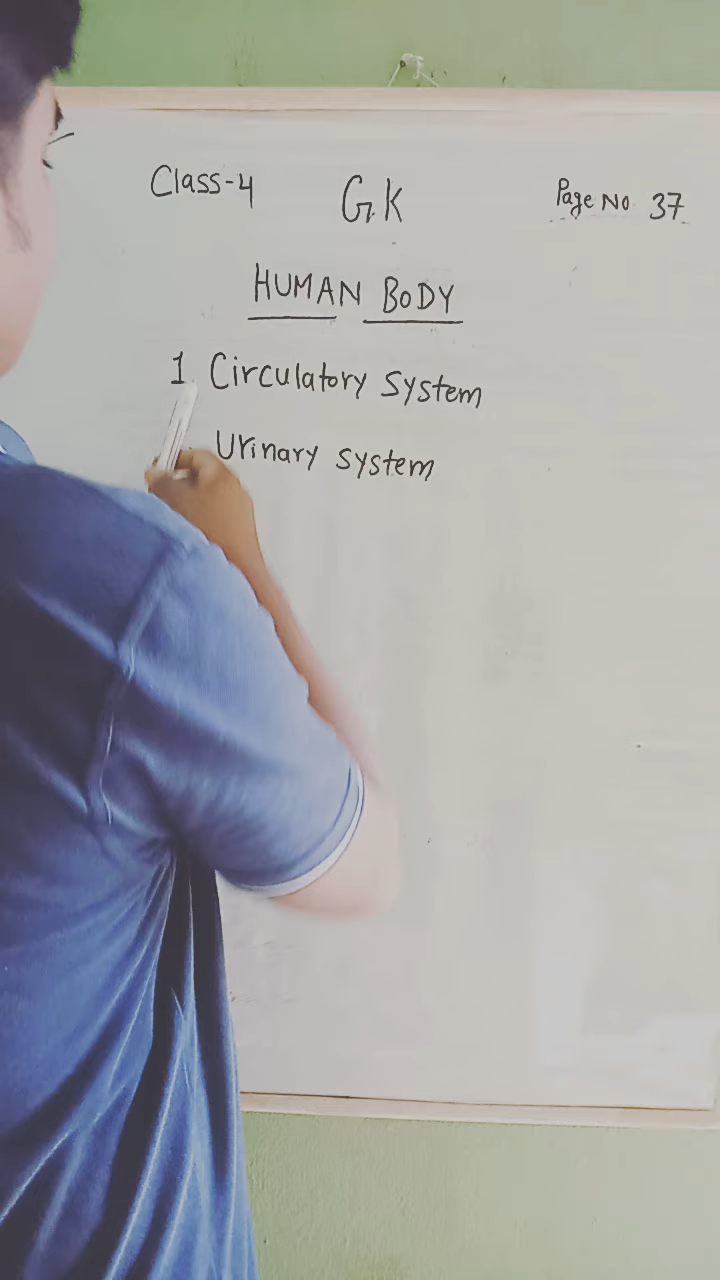 Class-4 G.K Page No 37
HUMAN BODY
1 Circulatory System
Urinary system